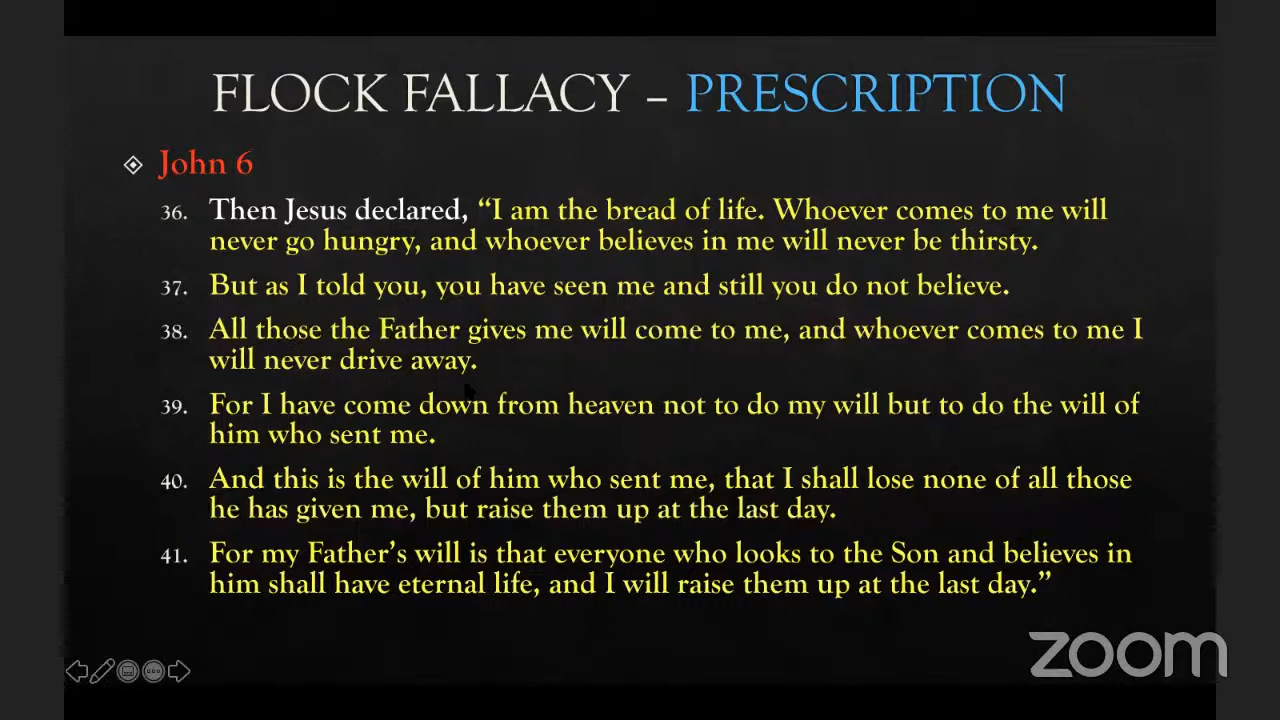 FLOCK FALLACY – PRESCRIPTION
John 6
36. Then Jesus declared, “I am the bread of life. Whoever comes to me will
never go hungry, and whoever believes in me will never be thirsty.
37. But as I told you, you have seen me and still you do not believe.
38. All those the Father gives me will come to me, and whoever comes to me I
will never drive away.
39. For I have come down from heaven not to do my will but to do the will of
him who sent me.
40. And this is the will of him who sent me, that I shall lose none of all those
he has given me, but raise them up at the last day.
41. For my Father’s will is that everyone who looks to the Son and believes in
him shall have eternal life, and I will raise them up at the last day.”
zoom